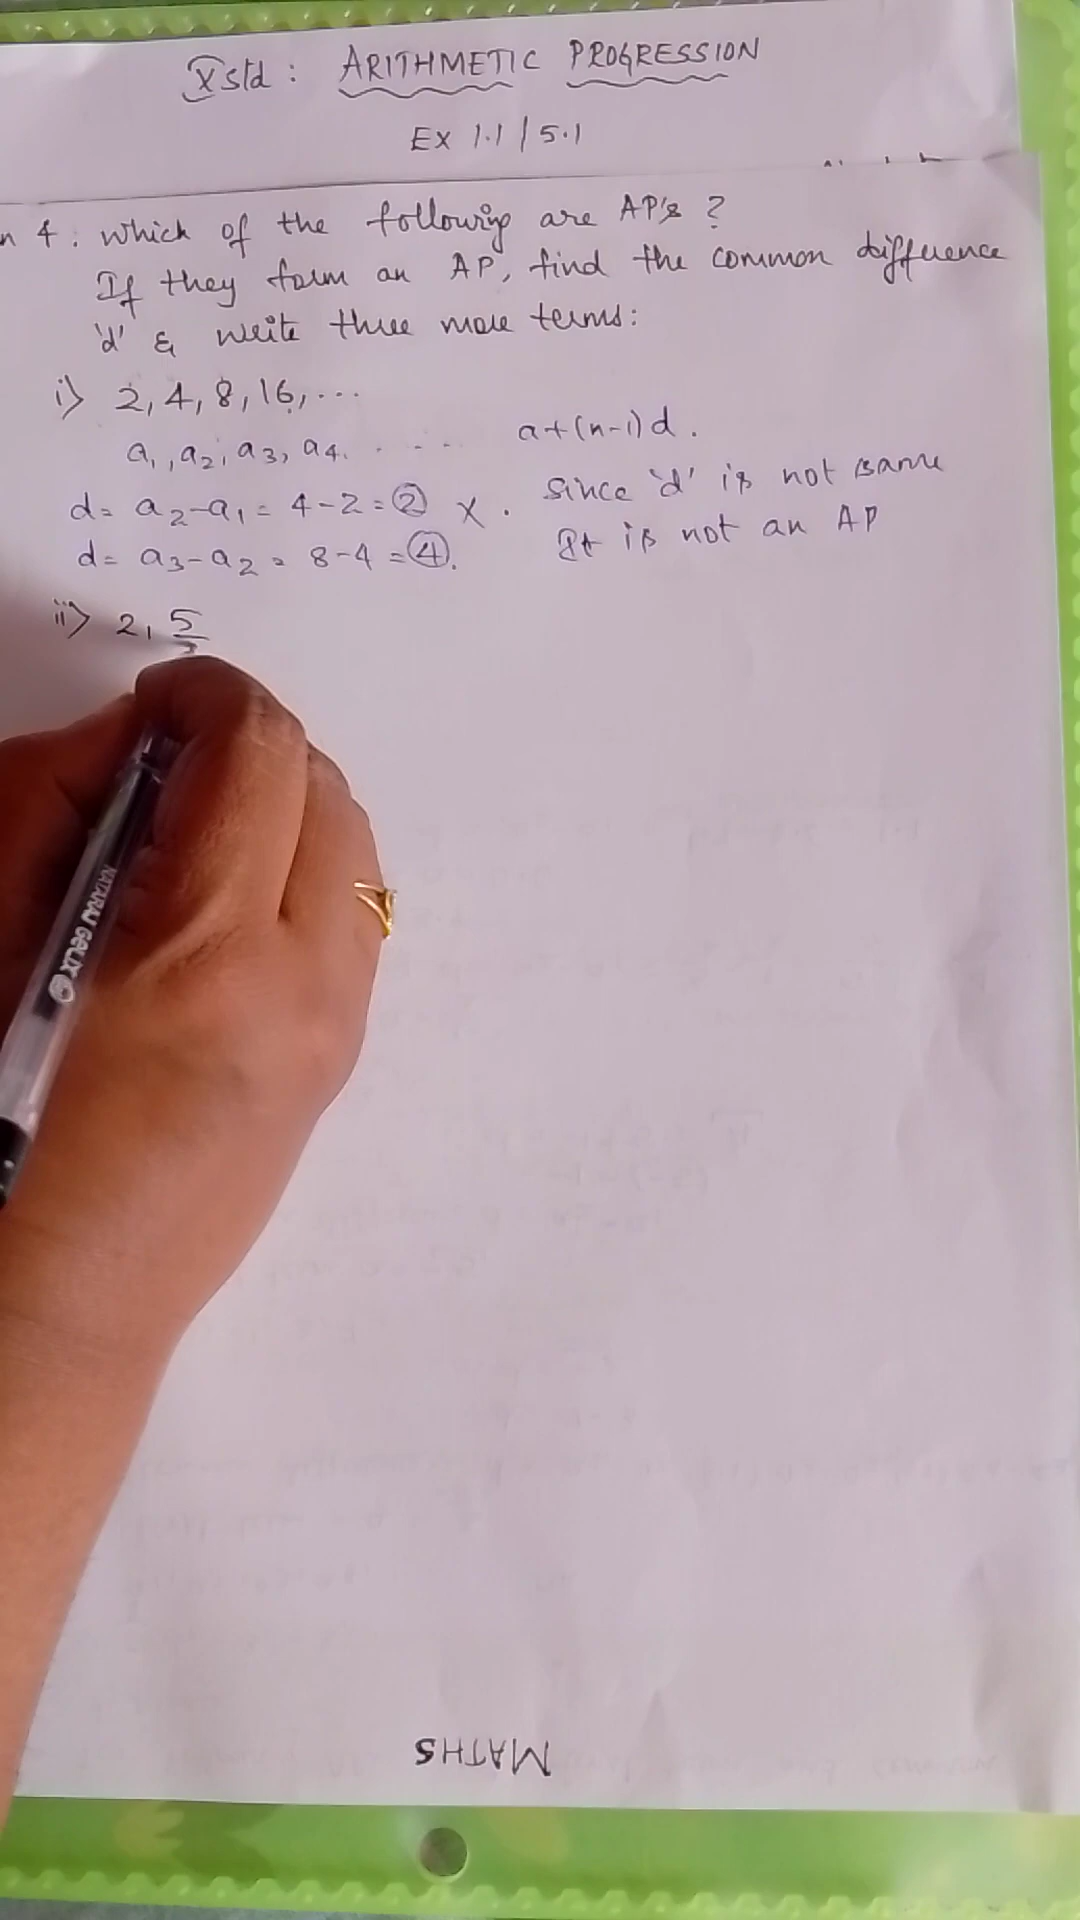 X std : ARITHMETIC PROGRESSION
Ex 1.1 / 5.1
n 4. Which of the following are AP's ?
If they form an AP, find the common difference
'd' & write three more terms:
i) 2, 4, 8, 16, ...
a1, a2, a3, a4. . . . . a+(n-1)d.
d = a2-a1 = 4-2 = 2 X . Since 'd' is not same
d = a3-a2 = 8-4 = 4. It is not an AP
ii) 2, 5/
NATARAJ GELIX
MATHS